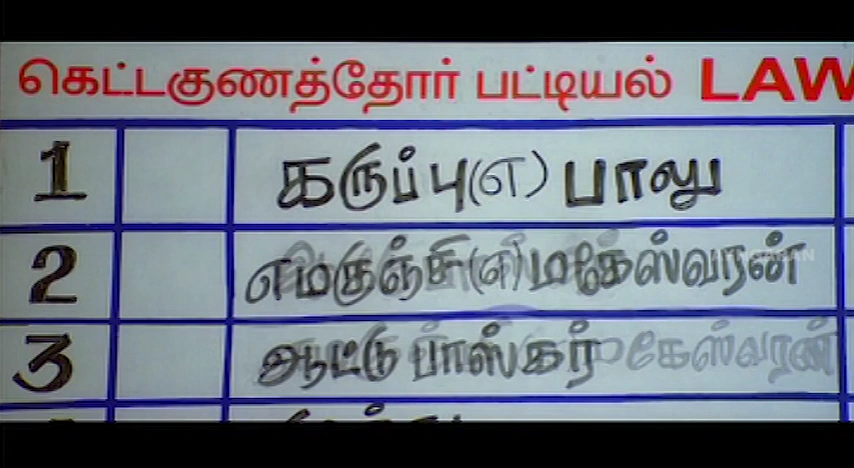 கெட்டகுணத்தோர் பட்டியல் LAW
1 கருப்பு(எ) பாலு
2 எமகுஞ்சி(எ)மகேஸ்வரன்
3 ஆட்டு பாஸ்கர்